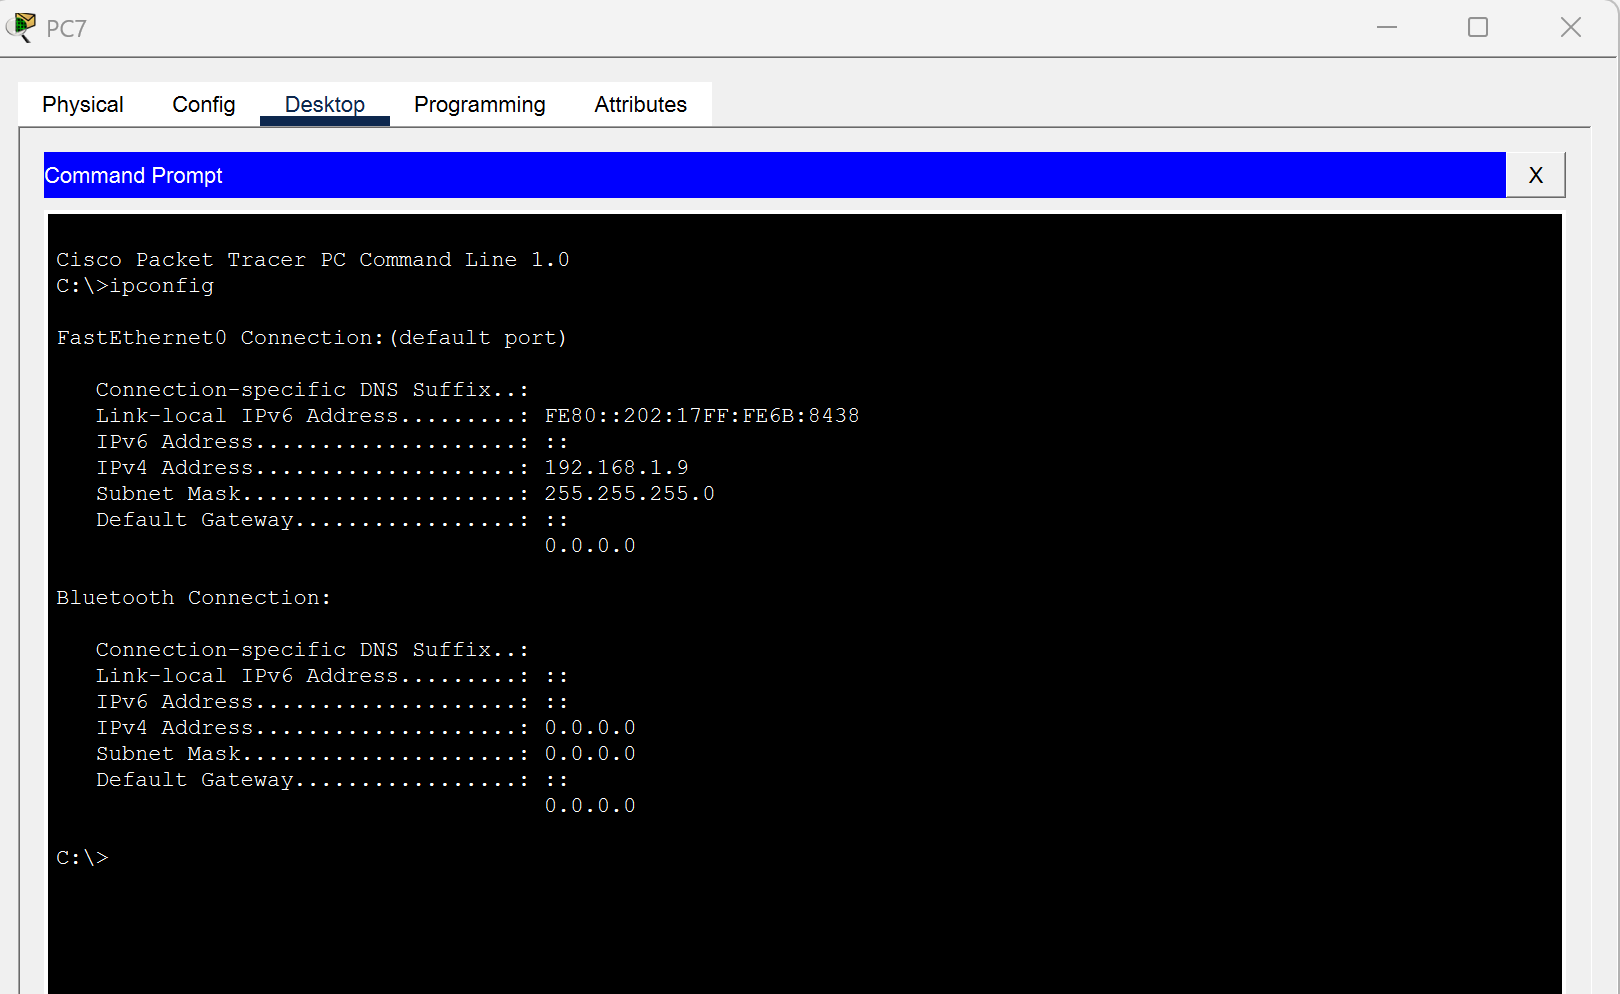 PC7
Physical Config Desktop Programming Attributes
Command Prompt X
Cisco Packet Tracer PC Command Line 1.0
C:\>ipconfig
FastEthernet0 Connection:(default port)
Connection-specific DNS Suffix..:
Link-local IPv6 Address.........: FE80::202:17FF:FE6B:8438
IPv6 Address....................: ::
IPv4 Address....................: 192.168.1.9
Subnet Mask.....................: 255.255.255.0
Default Gateway.................: ::
0.0.0.0
Bluetooth Connection:
Connection-specific DNS Suffix..:
Link-local IPv6 Address.........: ::
IPv6 Address....................: ::
IPv4 Address....................: 0.0.0.0
Subnet Mask.....................: 0.0.0.0
Default Gateway.................: ::
0.0.0.0
C:\>